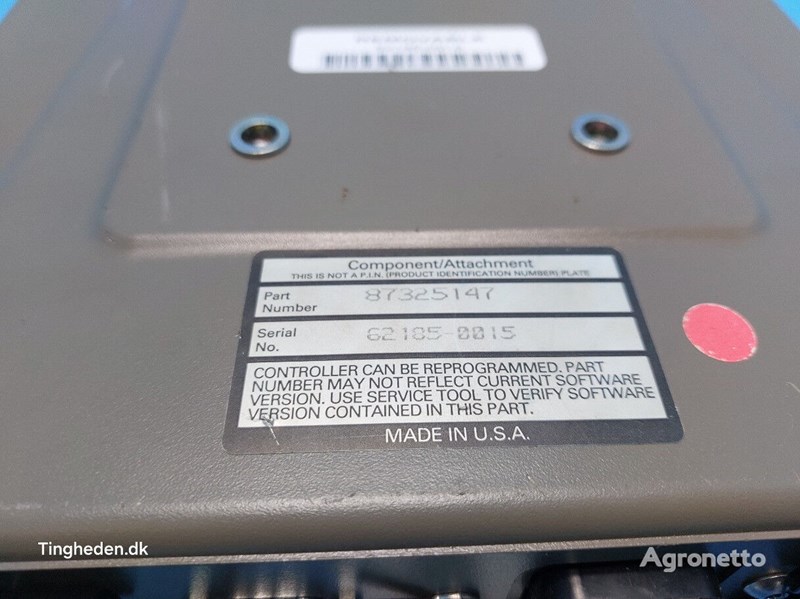 Component/Attachment
THIS IS NOT A P.I.N. (PRODUCT IDENTIFICATION NUMBER) PLATE
Part Number 87325147
Serial No. 62185-0015
CONTROLLER CAN BE REPROGRAMMED. PART
NUMBER MAY NOT REFLECT CURRENT SOFTWARE
VERSION. USE SERVICE TOOL TO VERIFY SOFTWARE
VERSION CONTAINED IN THIS PART.
MADE IN U.S.A.
Tingheden.dk
Agronetto